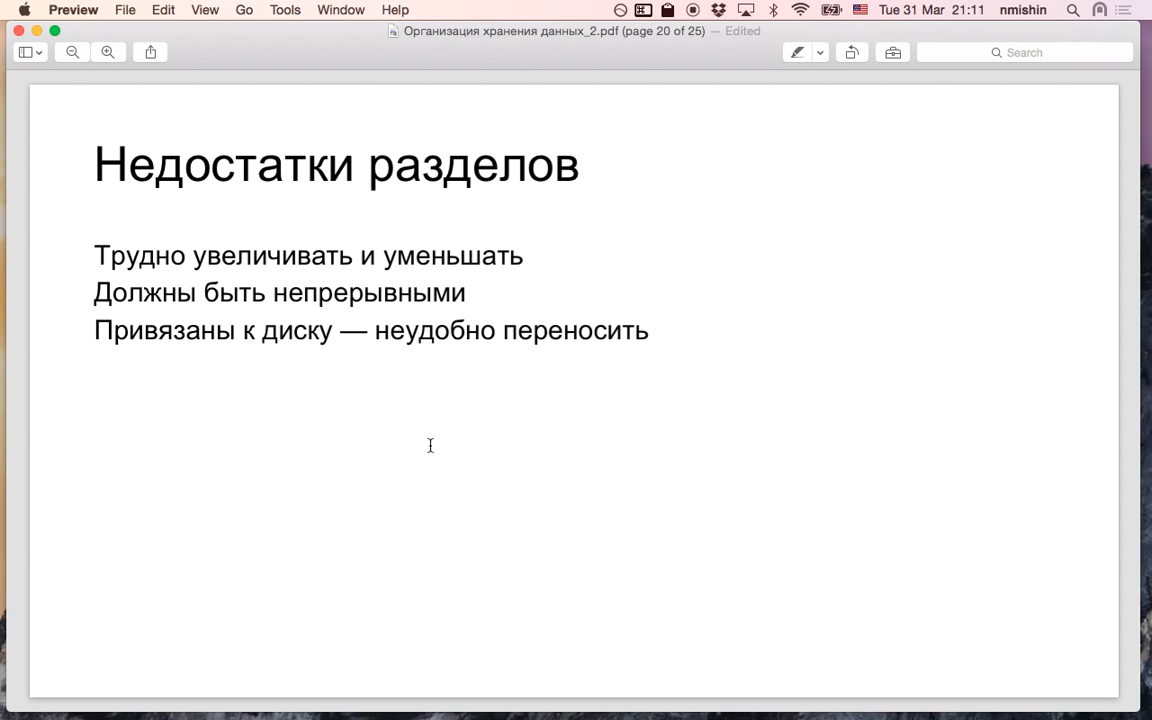 Preview File Edit View Go Tools Window Help Tue 31 Mar 21:11 nmishin
Организация хранения данных_2.pdf (page 20 of 25) — Edited
Search
Недостатки разделов
Трудно увеличивать и уменьшать
Должны быть непрерывными
Привязаны к диску — неудобно переносить